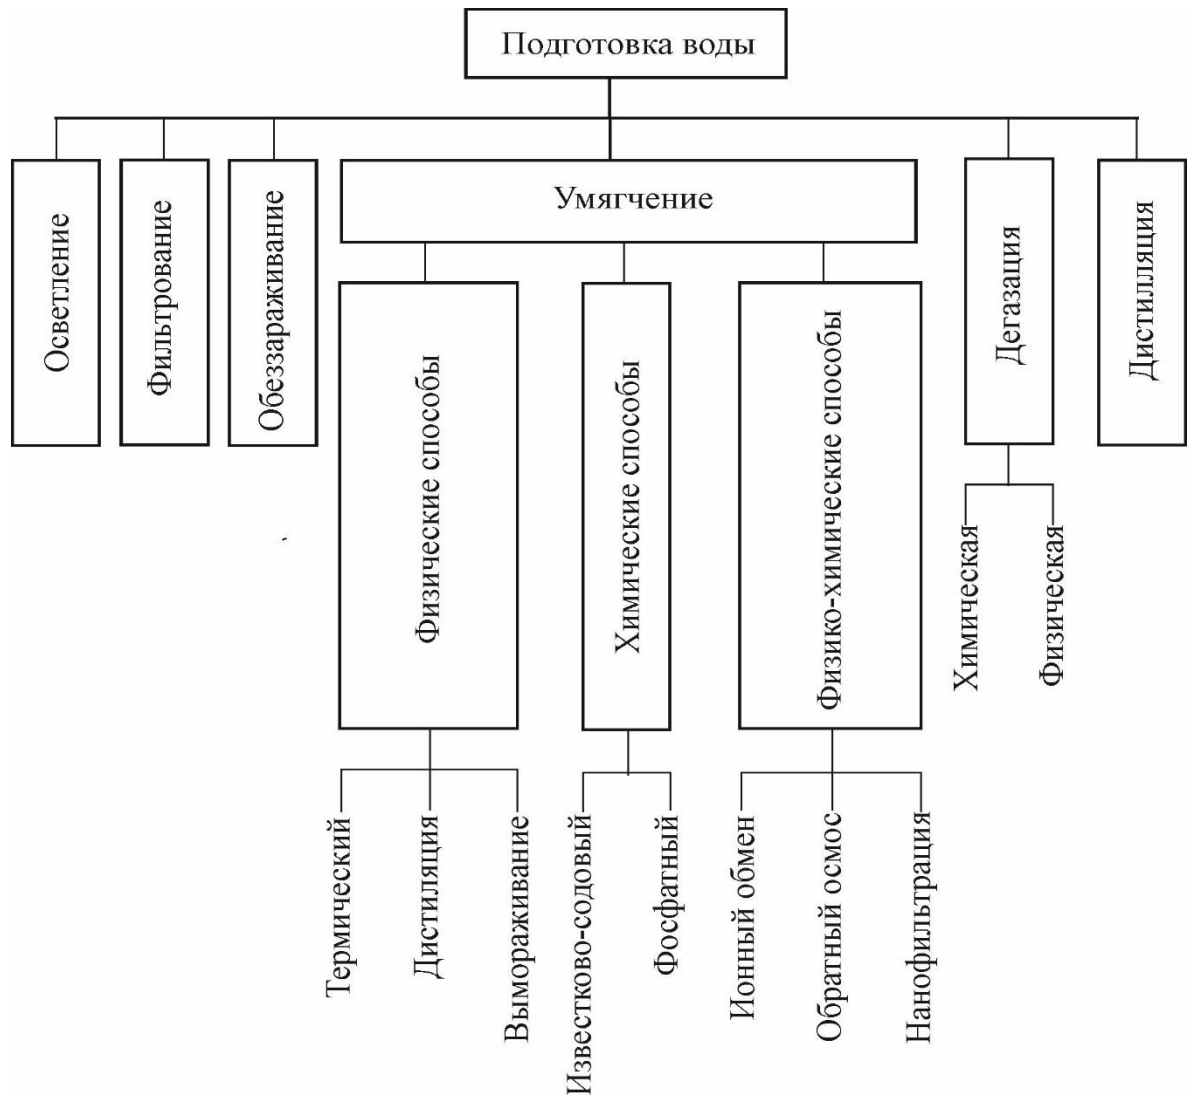 Подготовка воды
Осветление
Фильтрование
Обеззараживание
Умягчение
Дегазация
Дистилляция
Физические способы
Химические способы
Физико-химические способы
Химическая
Физическая
Термический
Дистиляция
Вымораживание
Известково-содовый
Фосфатный
Ионный обмен
Обратный осмос
Нанофильтрация